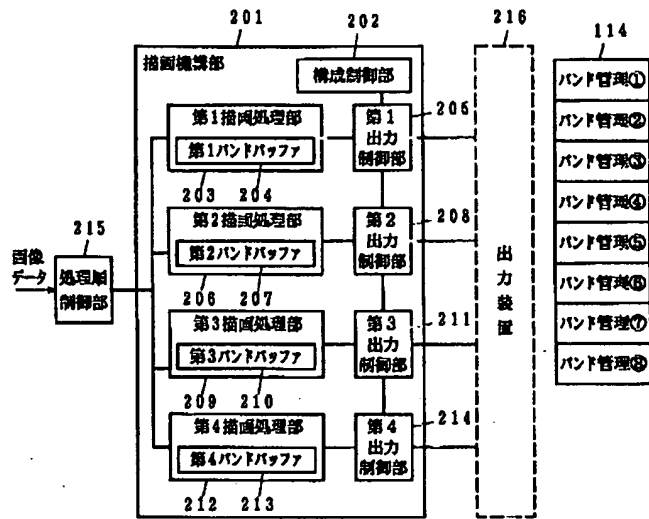 201
202
216
114
描画機構部
構成制御部
バンド管理①
バンド管理②
バンド管理③
バンド管理④
バンド管理⑤
バンド管理⑥
バンド管理⑦
バンド管理⑧
第1描画処理部
第1バンドバッファ
203
204
第1
出力
制御部
205
第2描画処理部
第2バンドバッファ
206
207
第2
出力
制御部
208
215
画像
データ
処理順
制御部
第3描画処理部
第3バンドバッファ
209
210
第3
出力
制御部
211
第4描画処理部
第4バンドバッファ
212
213
第4
出力
制御部
214
出力装置